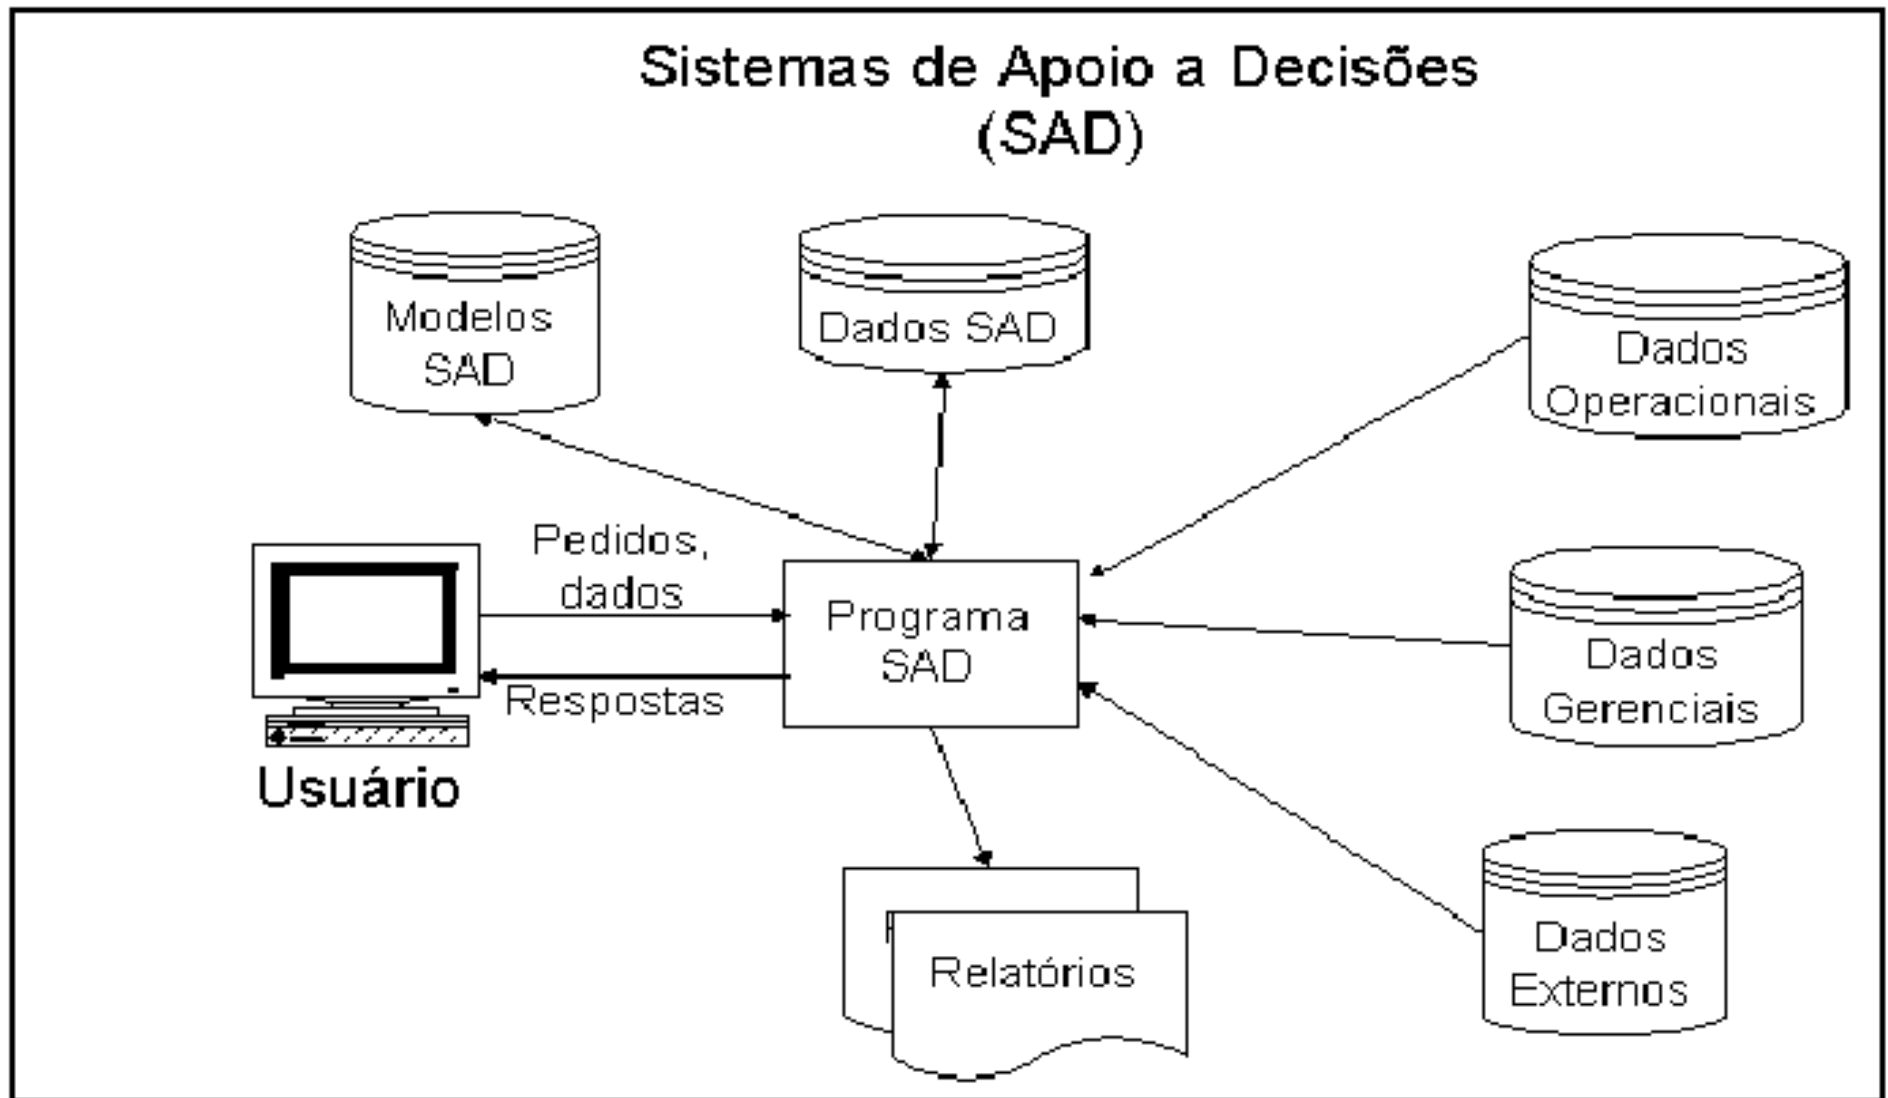 Sistemas de Apoio a Decisões
(SAD)
Modelos
SAD
Dados SAD
Dados
Operacionais
Pedidos,
dados
Programa
SAD
Respostas
Usuário
Dados
Gerenciais
Relatórios
Dados
Externos